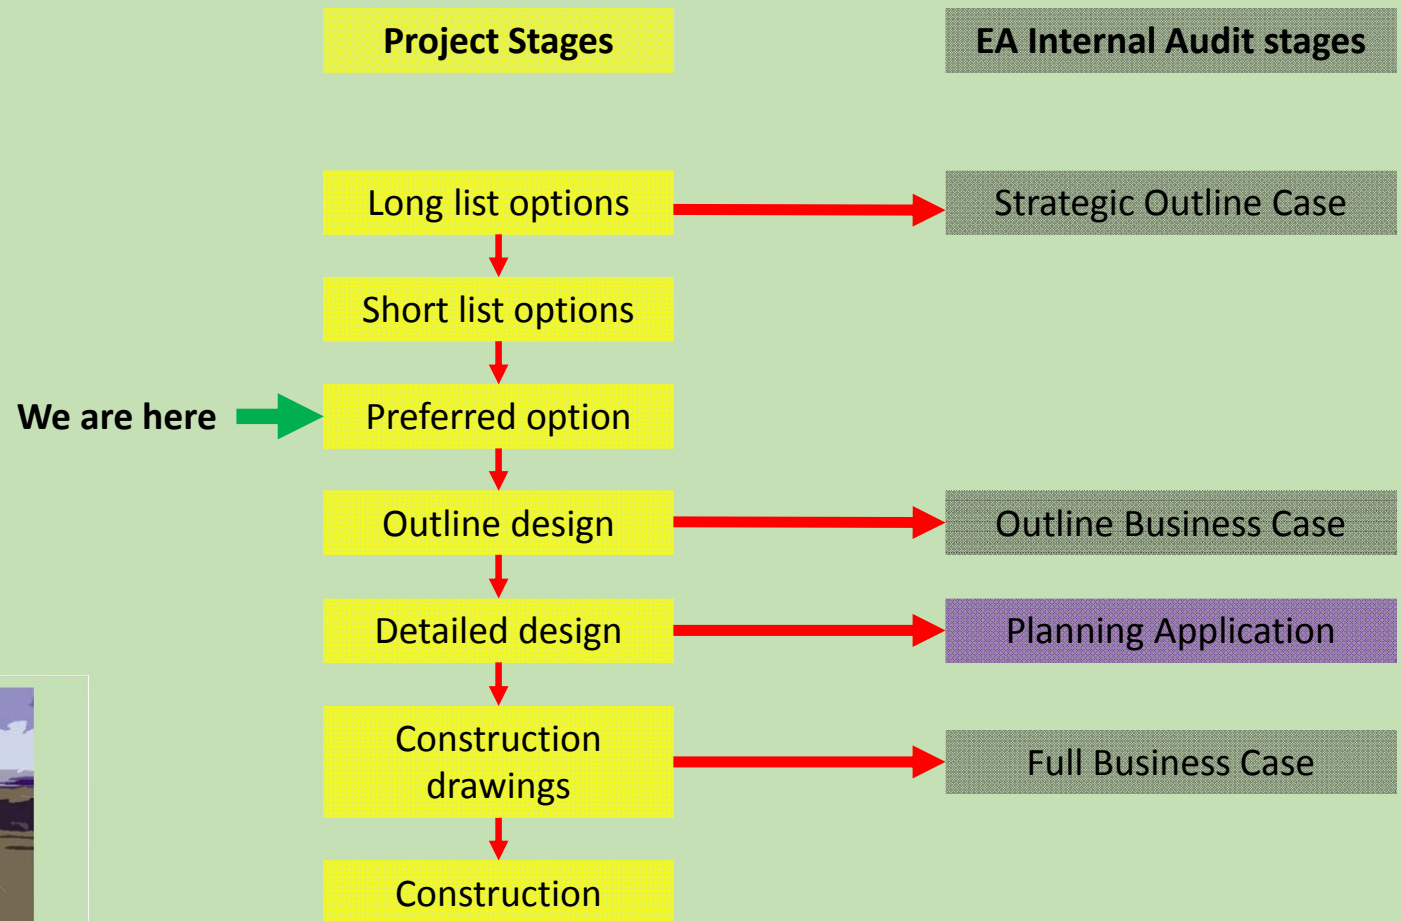 Project Stages
EA Internal Audit stages
Long list options
Strategic Outline Case
Short list options
We are here
Preferred option
Outline design
Outline Business Case
Detailed design
Planning Application
Construction
drawings
Full Business Case
Construction